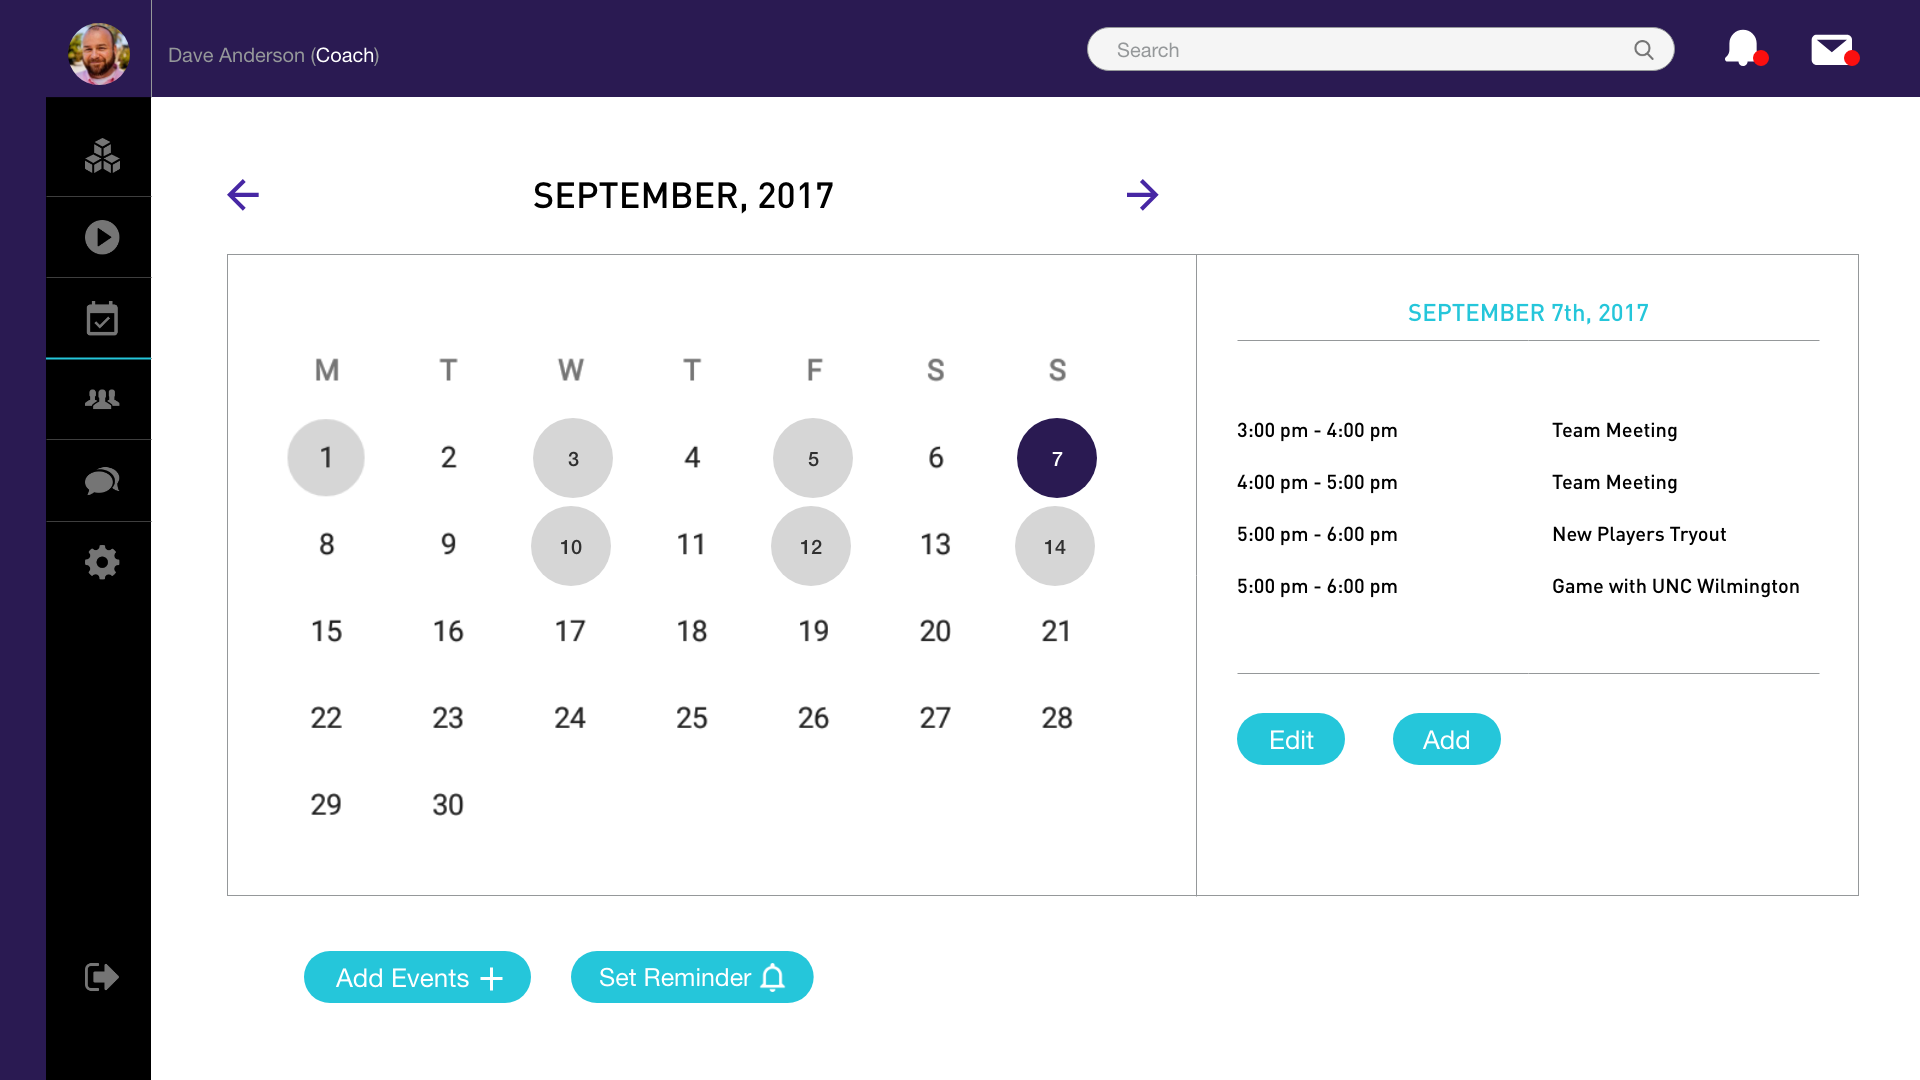 Dave Anderson (Coach)
Search
SEPTEMBER, 2017
M T W T F S S
1 2 3 4 5 6 7
8 9 10 11 12 13 14
15 16 17 18 19 20 21
22 23 24 25 26 27 28
29 30
SEPTEMBER 7th, 2017
3:00 pm - 4:00 pm Team Meeting
4:00 pm - 5:00 pm Team Meeting
5:00 pm - 6:00 pm New Players Tryout
5:00 pm - 6:00 pm Game with UNC Wilmington
Edit Add
Add Events Set Reminder